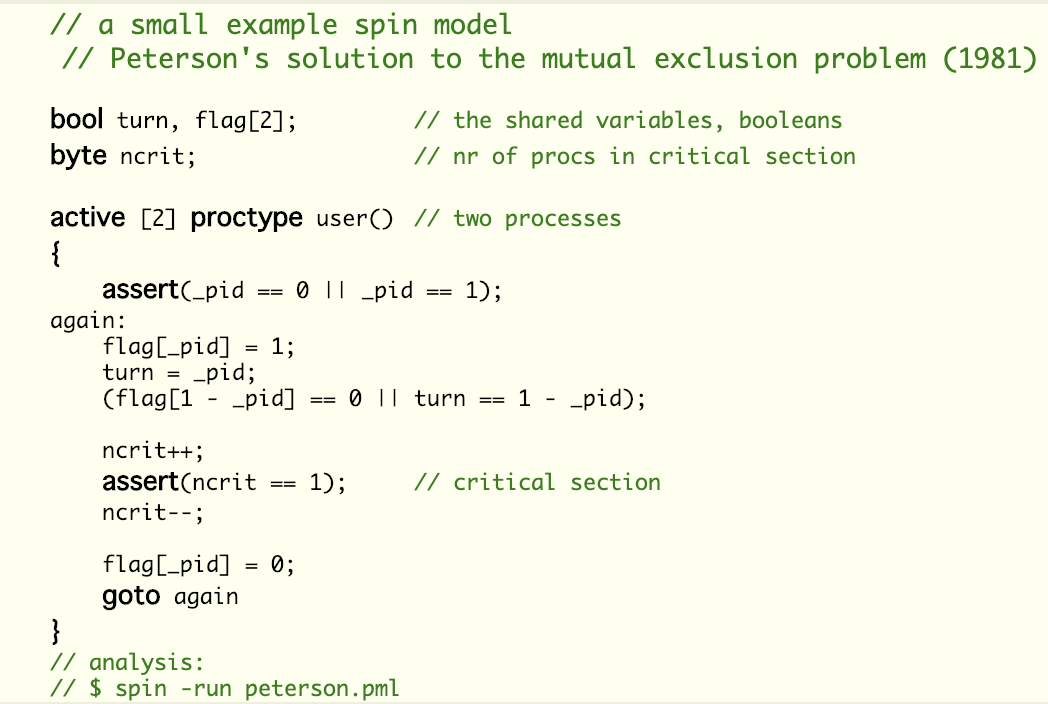 // a small example spin model
// Peterson's solution to the mutual exclusion problem (1981)
bool turn, flag[2];         // the shared variables, booleans
byte ncrit;                 // nr of procs in critical section
active [2] proctype user()  // two processes
{
    assert(_pid == 0 || _pid == 1);
again:
    flag[_pid] = 1;
    turn = _pid;
    (flag[1 - _pid] == 0 || turn == 1 - _pid);
    ncrit++;
    assert(ncrit == 1);     // critical section
    ncrit--;
    flag[_pid] = 0;
    goto again
}
// analysis:
// $ spin -run peterson.pml